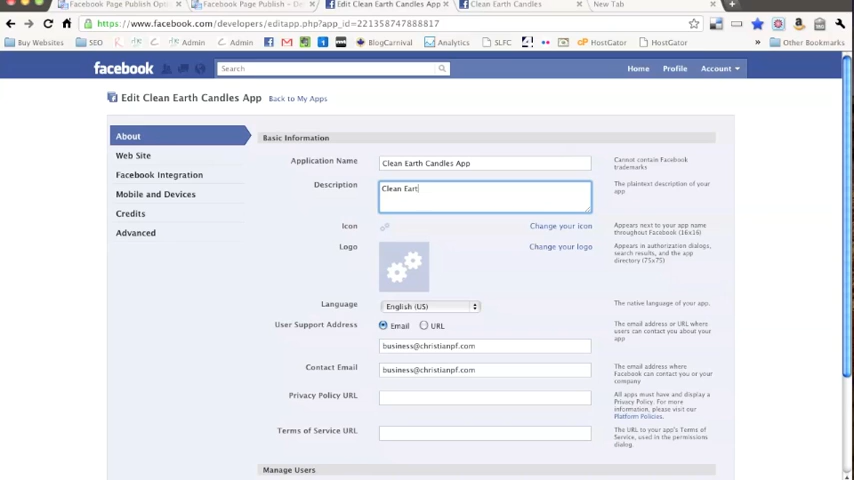 Facebook Page Publish Opti
Facebook Page Publish – De
Edit Clean Earth Candles App
Clean Earth Candles
New Tab
https://www.facebook.com/developers/editapp.php?app_id=221358747888817
Buy Websites SEO Admin Admin BlogCarnival Analytics SLFC HostGator HostGator » Other Bookmarks
facebook Search Home Profile Account
Edit Clean Earth Candles App Back to My Apps
About
Web Site
Facebook Integration
Mobile and Devices
Credits
Advanced
Basic Information
Application Name Clean Earth Candles App
Cannot contain Facebook
trademarks
Description Clean Eart
The plaintext description of your
app
Icon Change your icon
Appears next to your app name
throughout Facebook (16x16)
Logo Change your logo
Appears in authorization dialogs,
search results, and the app
directory (75x75)
Language English (US)
The native language of your app.
User Support Address Email URL
business@christianpf.com
The email address or URL where
users can contact you about your
app
Contact Email business@christianpf.com
The email address where
Facebook can contact you or your
company
Privacy Policy URL
All apps must have and display a
Privacy Policy. For more
information, please visit our
Platform Policies.
Terms of Service URL
The URL to your app's Terms of
Service, used in the permissions
dialog.
Manage Users